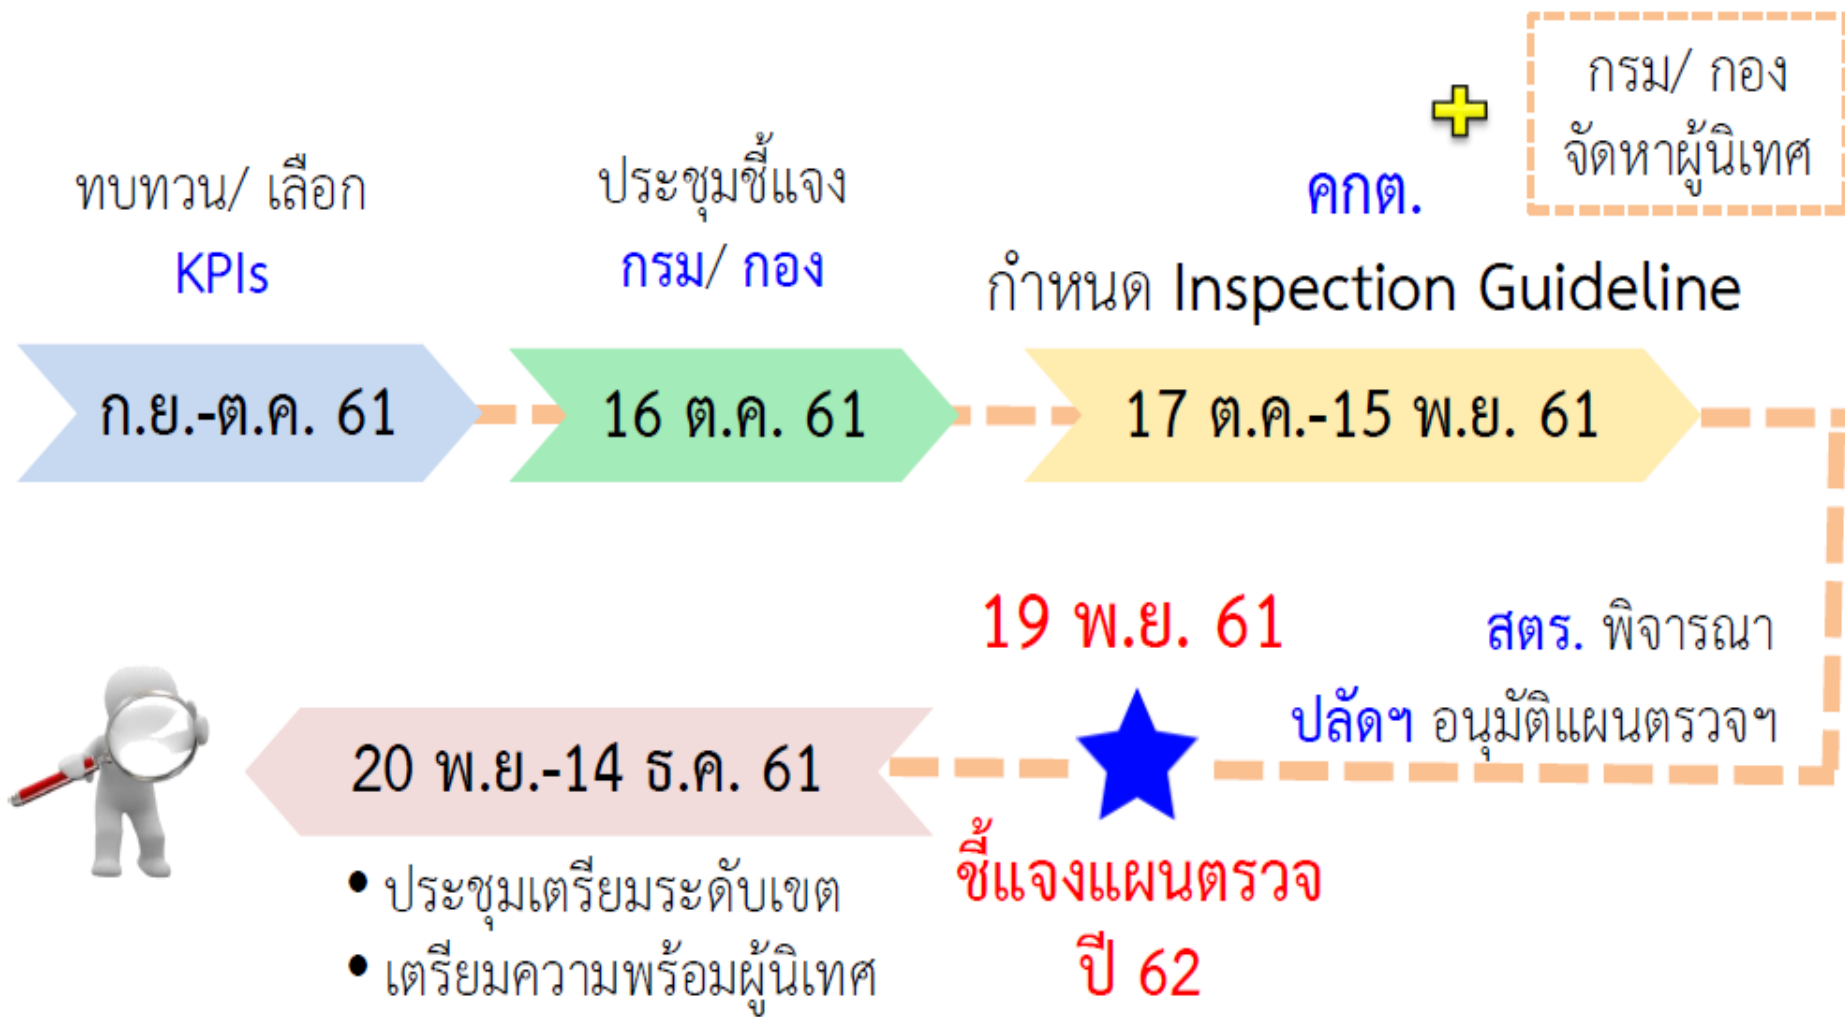 ทบทวน/ เลือก
KPIs
ก.ย.-ต.ค. 61
ประชุมชี้แจง
กรม/ กอง
16 ต.ค. 61
คกต.
กำหนด Inspection Guideline
17 ต.ค.-15 พ.ย. 61
กรม/ กอง
จัดหาผู้นิเทศ
สตร. พิจารณา
ปลัดฯ อนุมัติแผนตรวจฯ
19 พ.ย. 61
ชี้แจงแผนตรวจ
ปี 62
20 พ.ย.-14 ธ.ค. 61
• ประชุมเตรียมระดับเขต
• เตรียมความพร้อมผู้นิเทศ